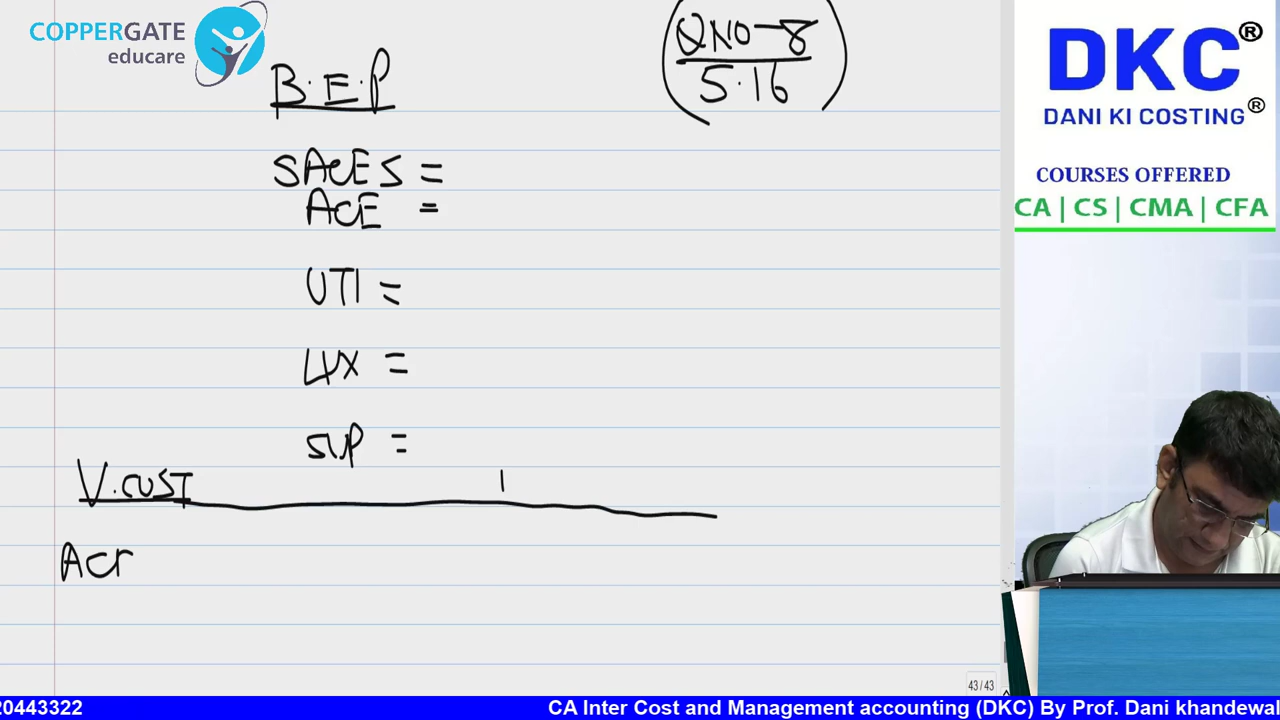 COPPERGATE
educare
B.E.P
QNO-8
5.16
SALES =
ACE =
UTI =
LUX =
SUP =
V.COST
1
Acr
43/43
DKC®
DANI KI COSTING®
COURSES OFFERED
CA | CS | CMA | CFA
20443322
CA Inter Cost and Management accounting (DKC) By Prof. Dani khandewal